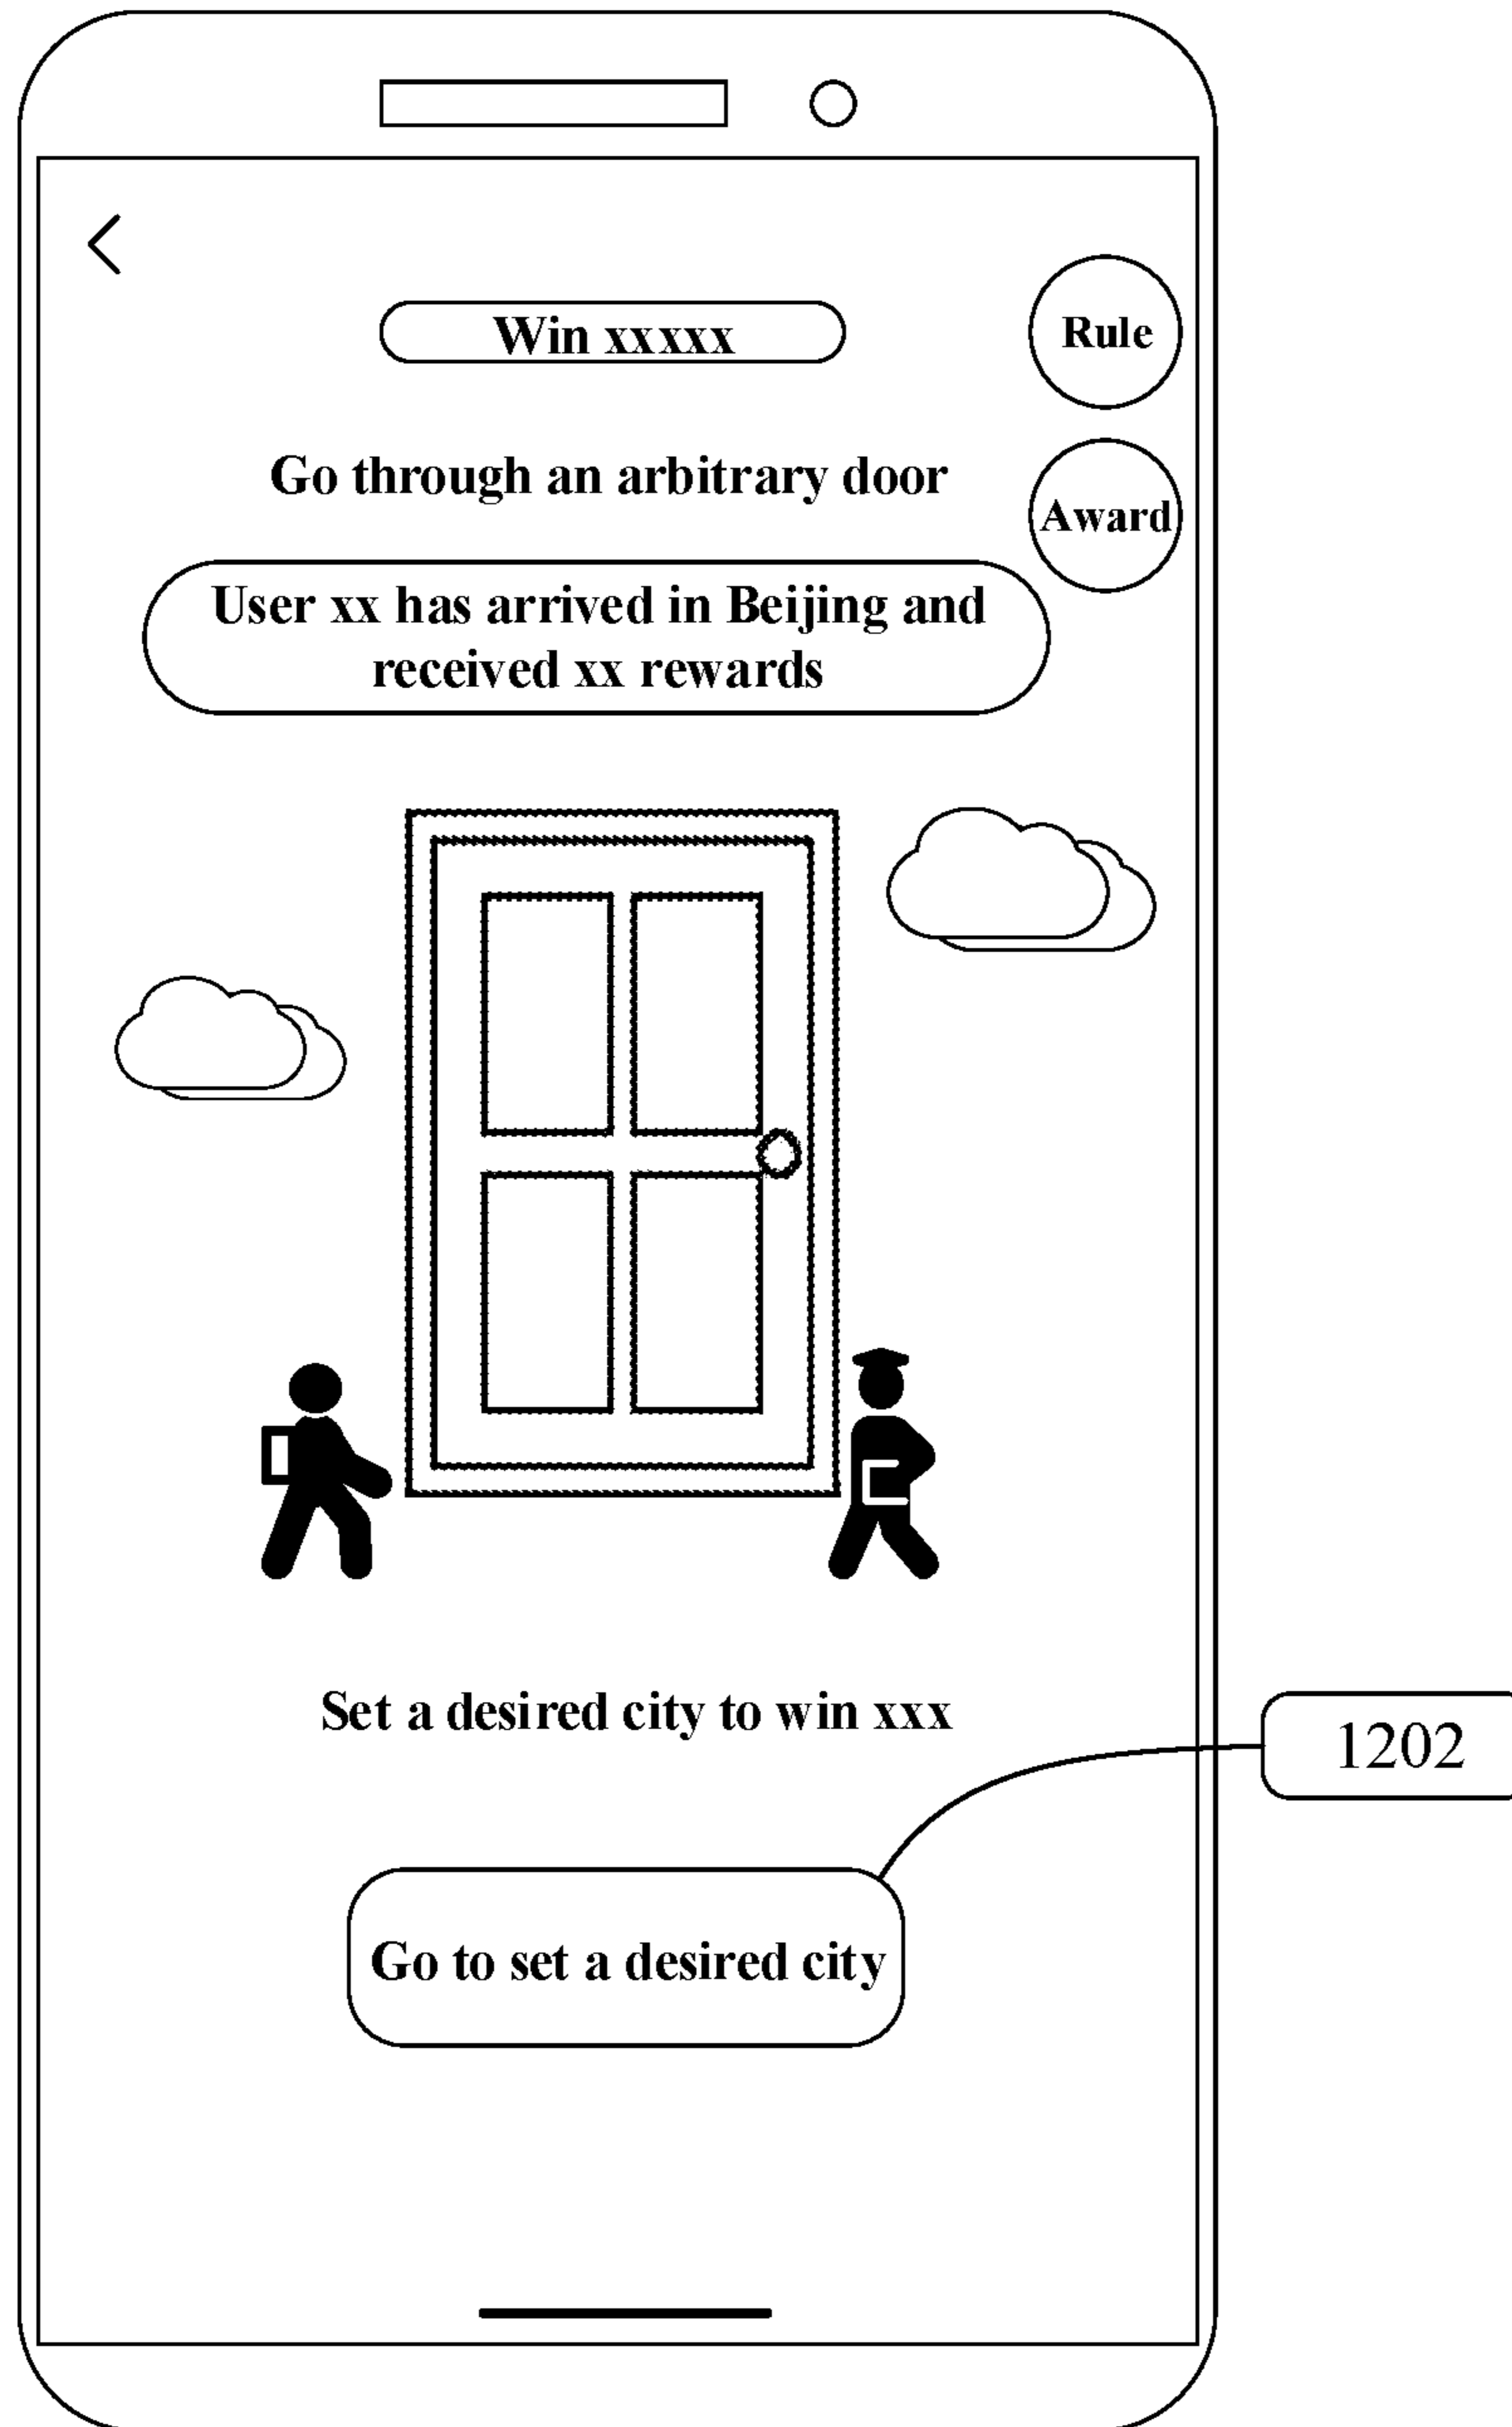 Win xxxxx
Rule
Go through an arbitrary door
Award
User xx has arrived in Beijing and
received xx rewards
Set a desired city to win xxx
1202
Go to set a desired city